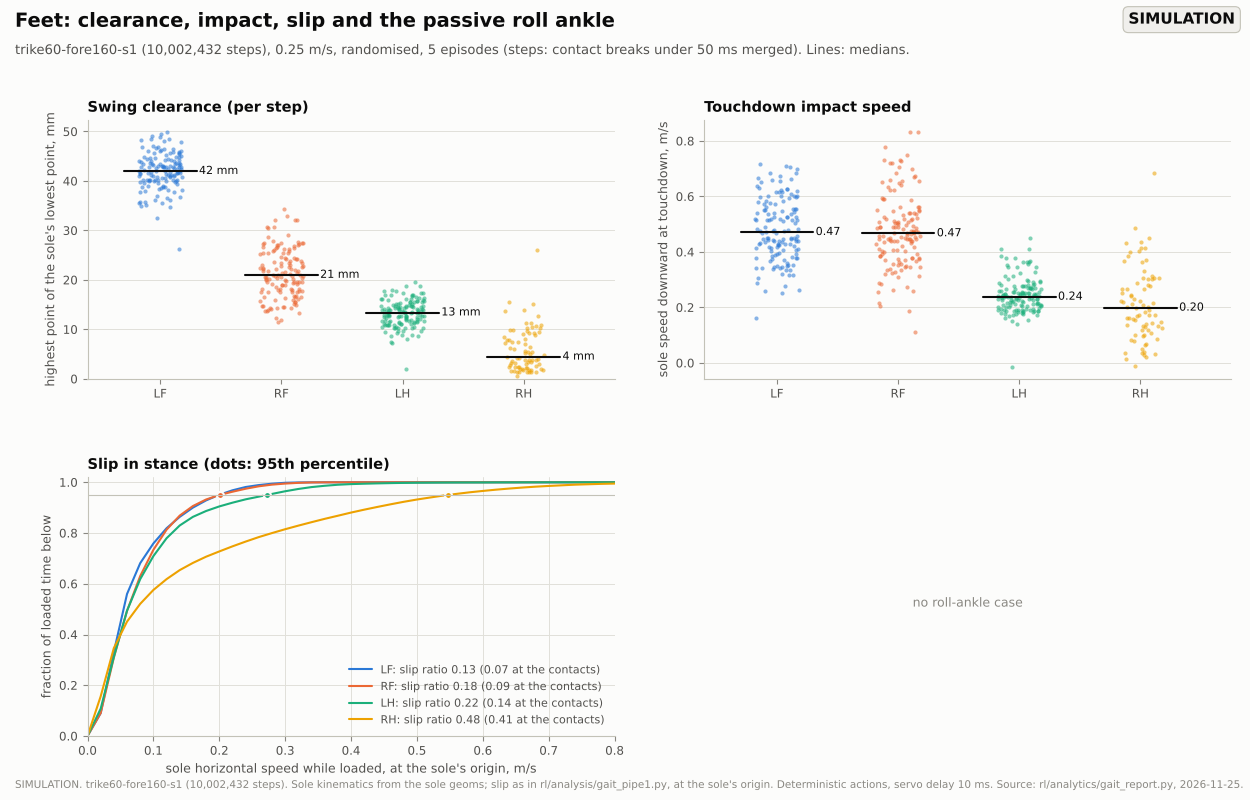 Feet: clearance, impact, slip and the passive roll ankle
SIMULATION
trike60-fore160-s1 (10,002,432 steps), 0.25 m/s, randomised, 5 episodes (steps: contact breaks under 50 ms merged). Lines: medians.
Swing clearance (per step)
highest point of the sole's lowest point, mm
50
40
30
20
10
0
42 mm
21 mm
13 mm
4 mm
LF
RF
LH
RH
Touchdown impact speed
sole speed downward at touchdown, m/s
0.8
0.6
0.4
0.2
0.0
0.47
0.47
0.24
0.20
LF
RF
LH
RH
Slip in stance (dots: 95th percentile)
fraction of loaded time below
1.0
0.8
0.6
0.4
0.2
0.0
LF: slip ratio 0.13 (0.07 at the contacts)
RF: slip ratio 0.18 (0.09 at the contacts)
LH: slip ratio 0.22 (0.14 at the contacts)
RH: slip ratio 0.48 (0.41 at the contacts)
0.0 0.1 0.2 0.3 0.4 0.5 0.6 0.7 0.8
sole horizontal speed while loaded, at the sole's origin, m/s
no roll-ankle case
SIMULATION. trike60-fore160-s1 (10,002,432 steps). Sole kinematics from the sole geoms; slip as in rl/analysis/gait_pipe1.py, at the sole's origin. Deterministic actions, servo delay 10 ms. Source: rl/analytics/gait_report.py, 2026-11-25.